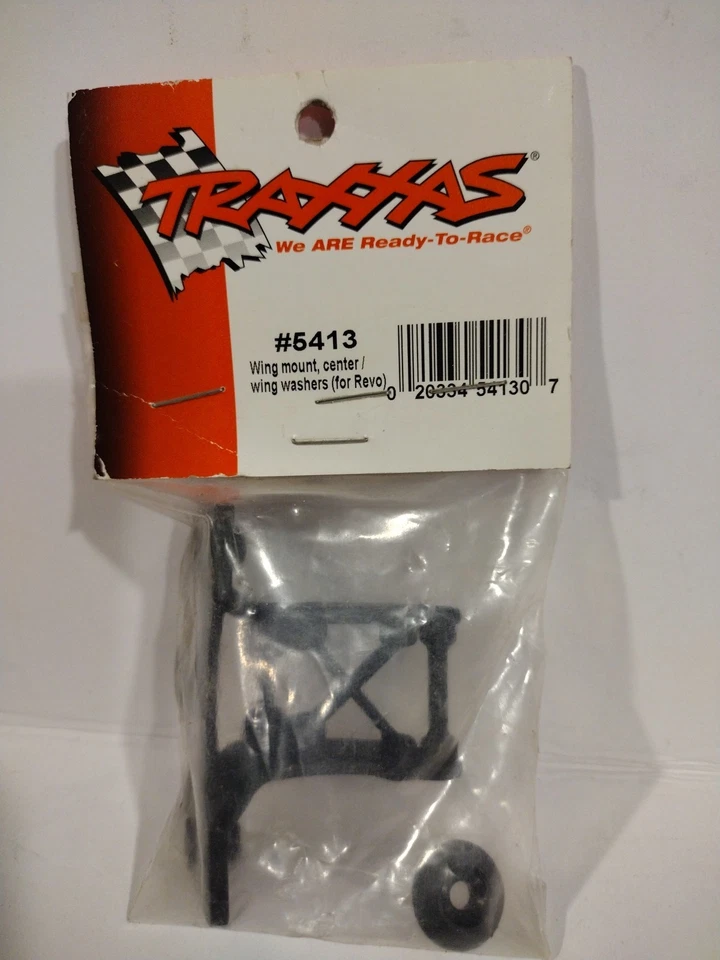 TRAXXAS®
We ARE Ready-To-Race®
#5413
Wing mount, center /
wing washers (for Revo)
0 20334 54130 7